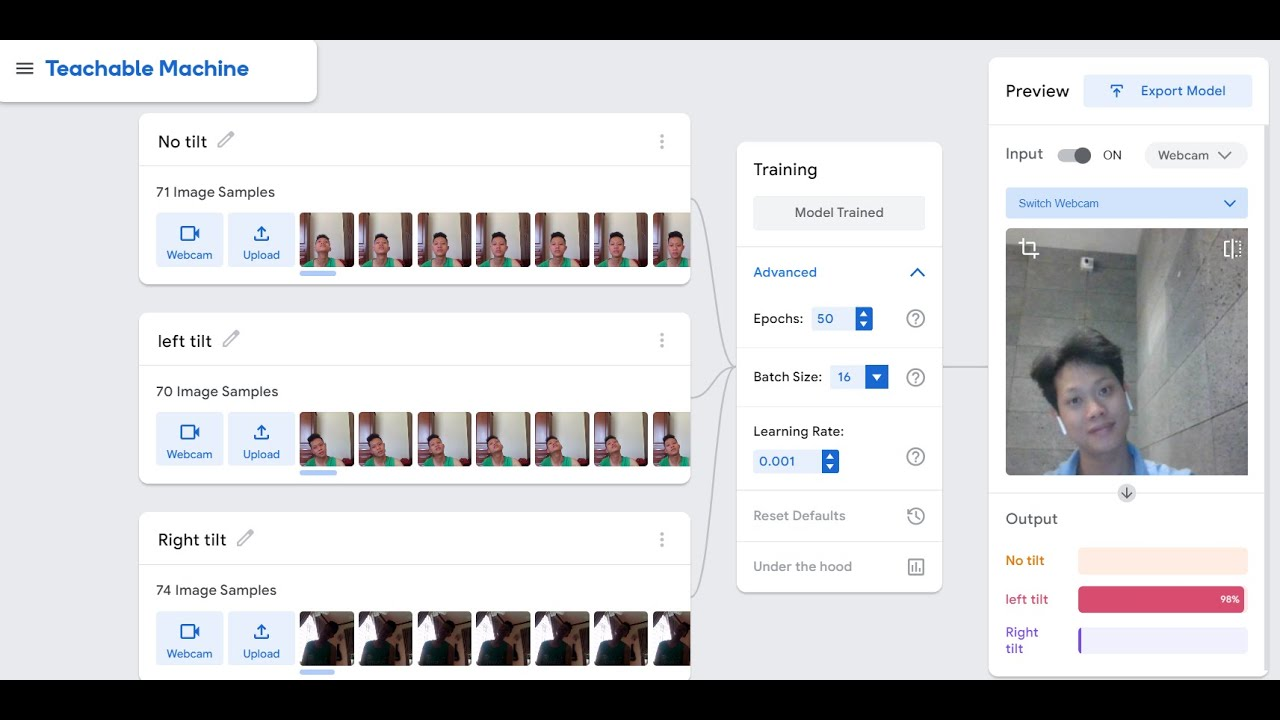 Teachable Machine
No tilt
71 Image Samples
Webcam
Upload
left tilt
70 Image Samples
Webcam
Upload
Right tilt
74 Image Samples
Webcam
Upload
Training
Model Trained
Advanced
Epochs: 50
Batch Size: 16
Learning Rate:
0.001
Reset Defaults
Under the hood
Preview
Export Model
Input ON Webcam
Switch Webcam
Output
No tilt
left tilt 98%
Right
tilt